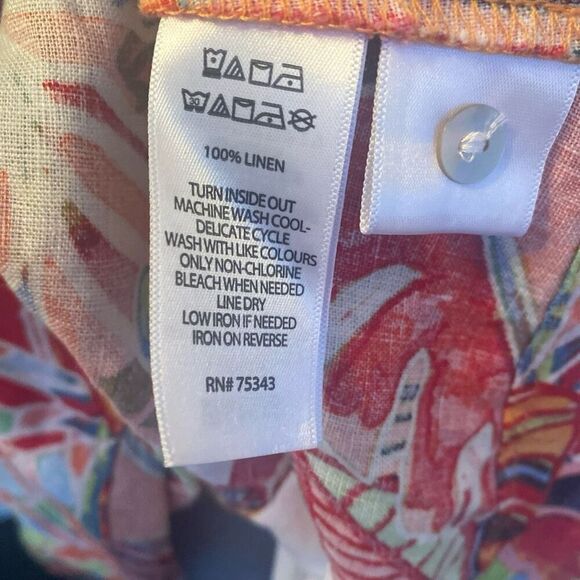 100% LINEN
TURN INSIDE OUT
MACHINE WASH COOL-
DELICATE CYCLE
WASH WITH LIKE COLOURS
ONLY NON-CHLORINE
BLEACH WHEN NEEDED
LINE DRY
LOW IRON IF NEEDED
IRON ON REVERSE
RN# 75343